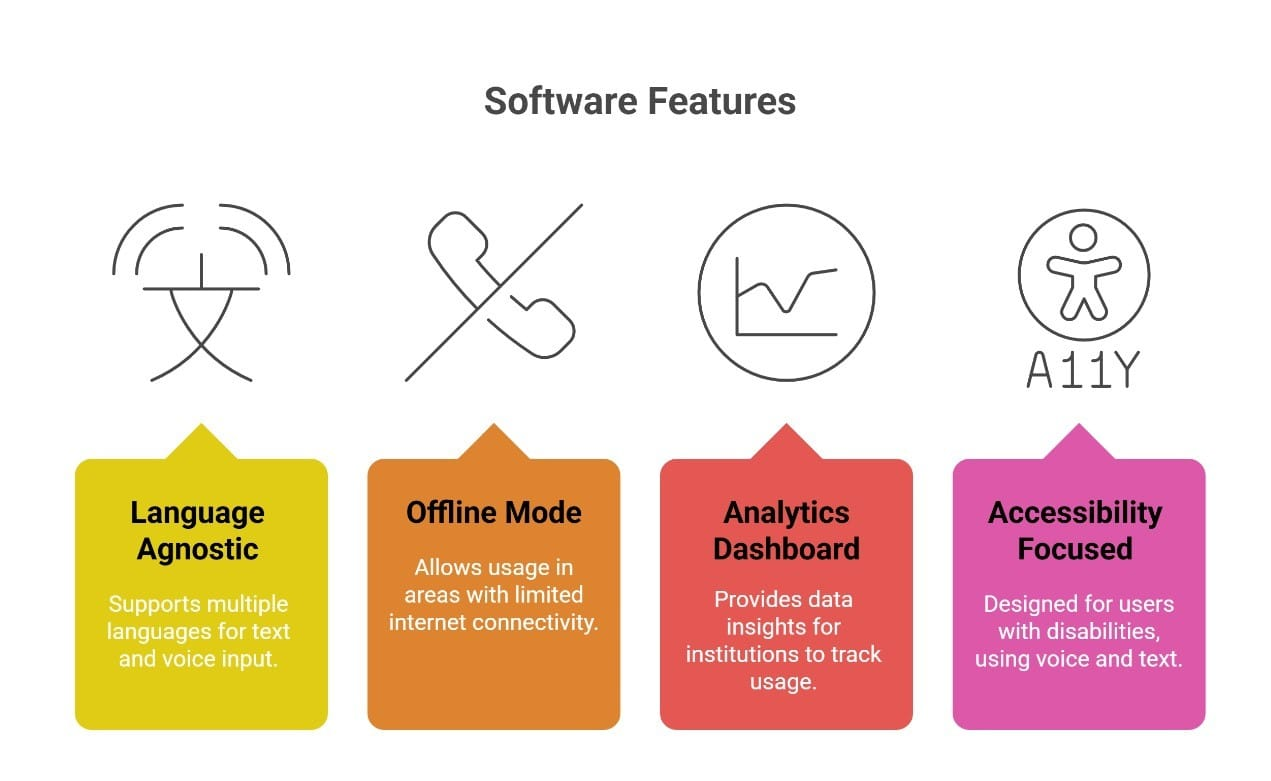 Software Features
A11Y
Language
Agnostic
Supports multiple
languages for text
and voice input.
Offline Mode
Allows usage in
areas with limited
internet connectivity.
Analytics
Dashboard
Provides data
insights for
institutions to track
usage.
Accessibility
Focused
Designed for users
with disabilities,
using voice and text.